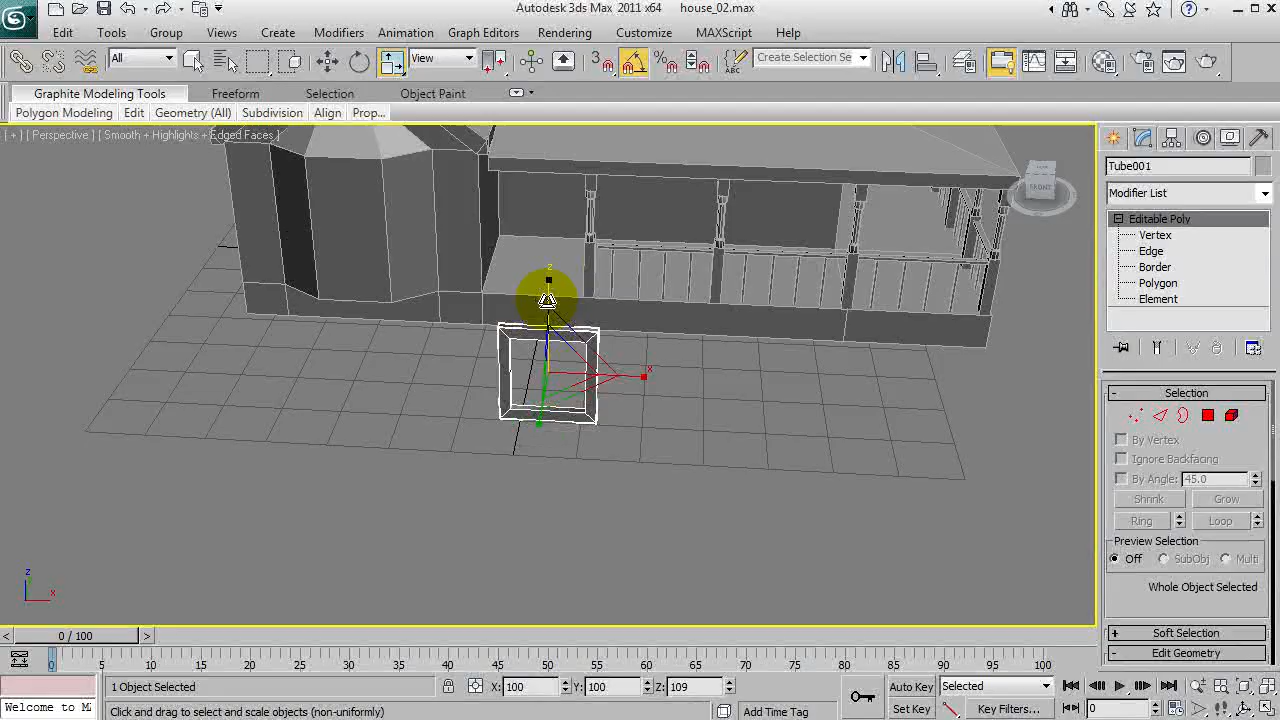 Autodesk 3ds Max 2011 x64 house_02.max
Edit Tools Group Views Create Modifiers Animation Graph Editors Rendering Customize MAXScript Help
All View 3 Create Selection Se
Graphite Modeling Tools Freeform Selection Object Paint
Polygon Modeling Edit Geometry (All) Subdivision Align Prop...
[ + ] [ Perspective ] [ Smooth + Highlights + Edged Faces ]
FRONT
Tube001
Modifier List
Editable Poly
Vertex
Edge
Border
Polygon
Element
Selection
By Vertex
Ignore Backfacing
By Angle: 45.0
Shrink Grow
Ring Loop
Preview Selection
Off SubObj Multi
Whole Object Selected
Soft Selection
Edit Geometry
z
x
z
x
0 / 100
0 5 10 15 20 25 30 35 40 45 50 55 60 65 70 75 80 85 90 95 100
1 Object Selected X: 100 Y: 100 Z: 109 Auto Key Selected
Welcome to M Click and drag to select and scale objects (non-uniformly) Add Time Tag Set Key Key Filters... 0